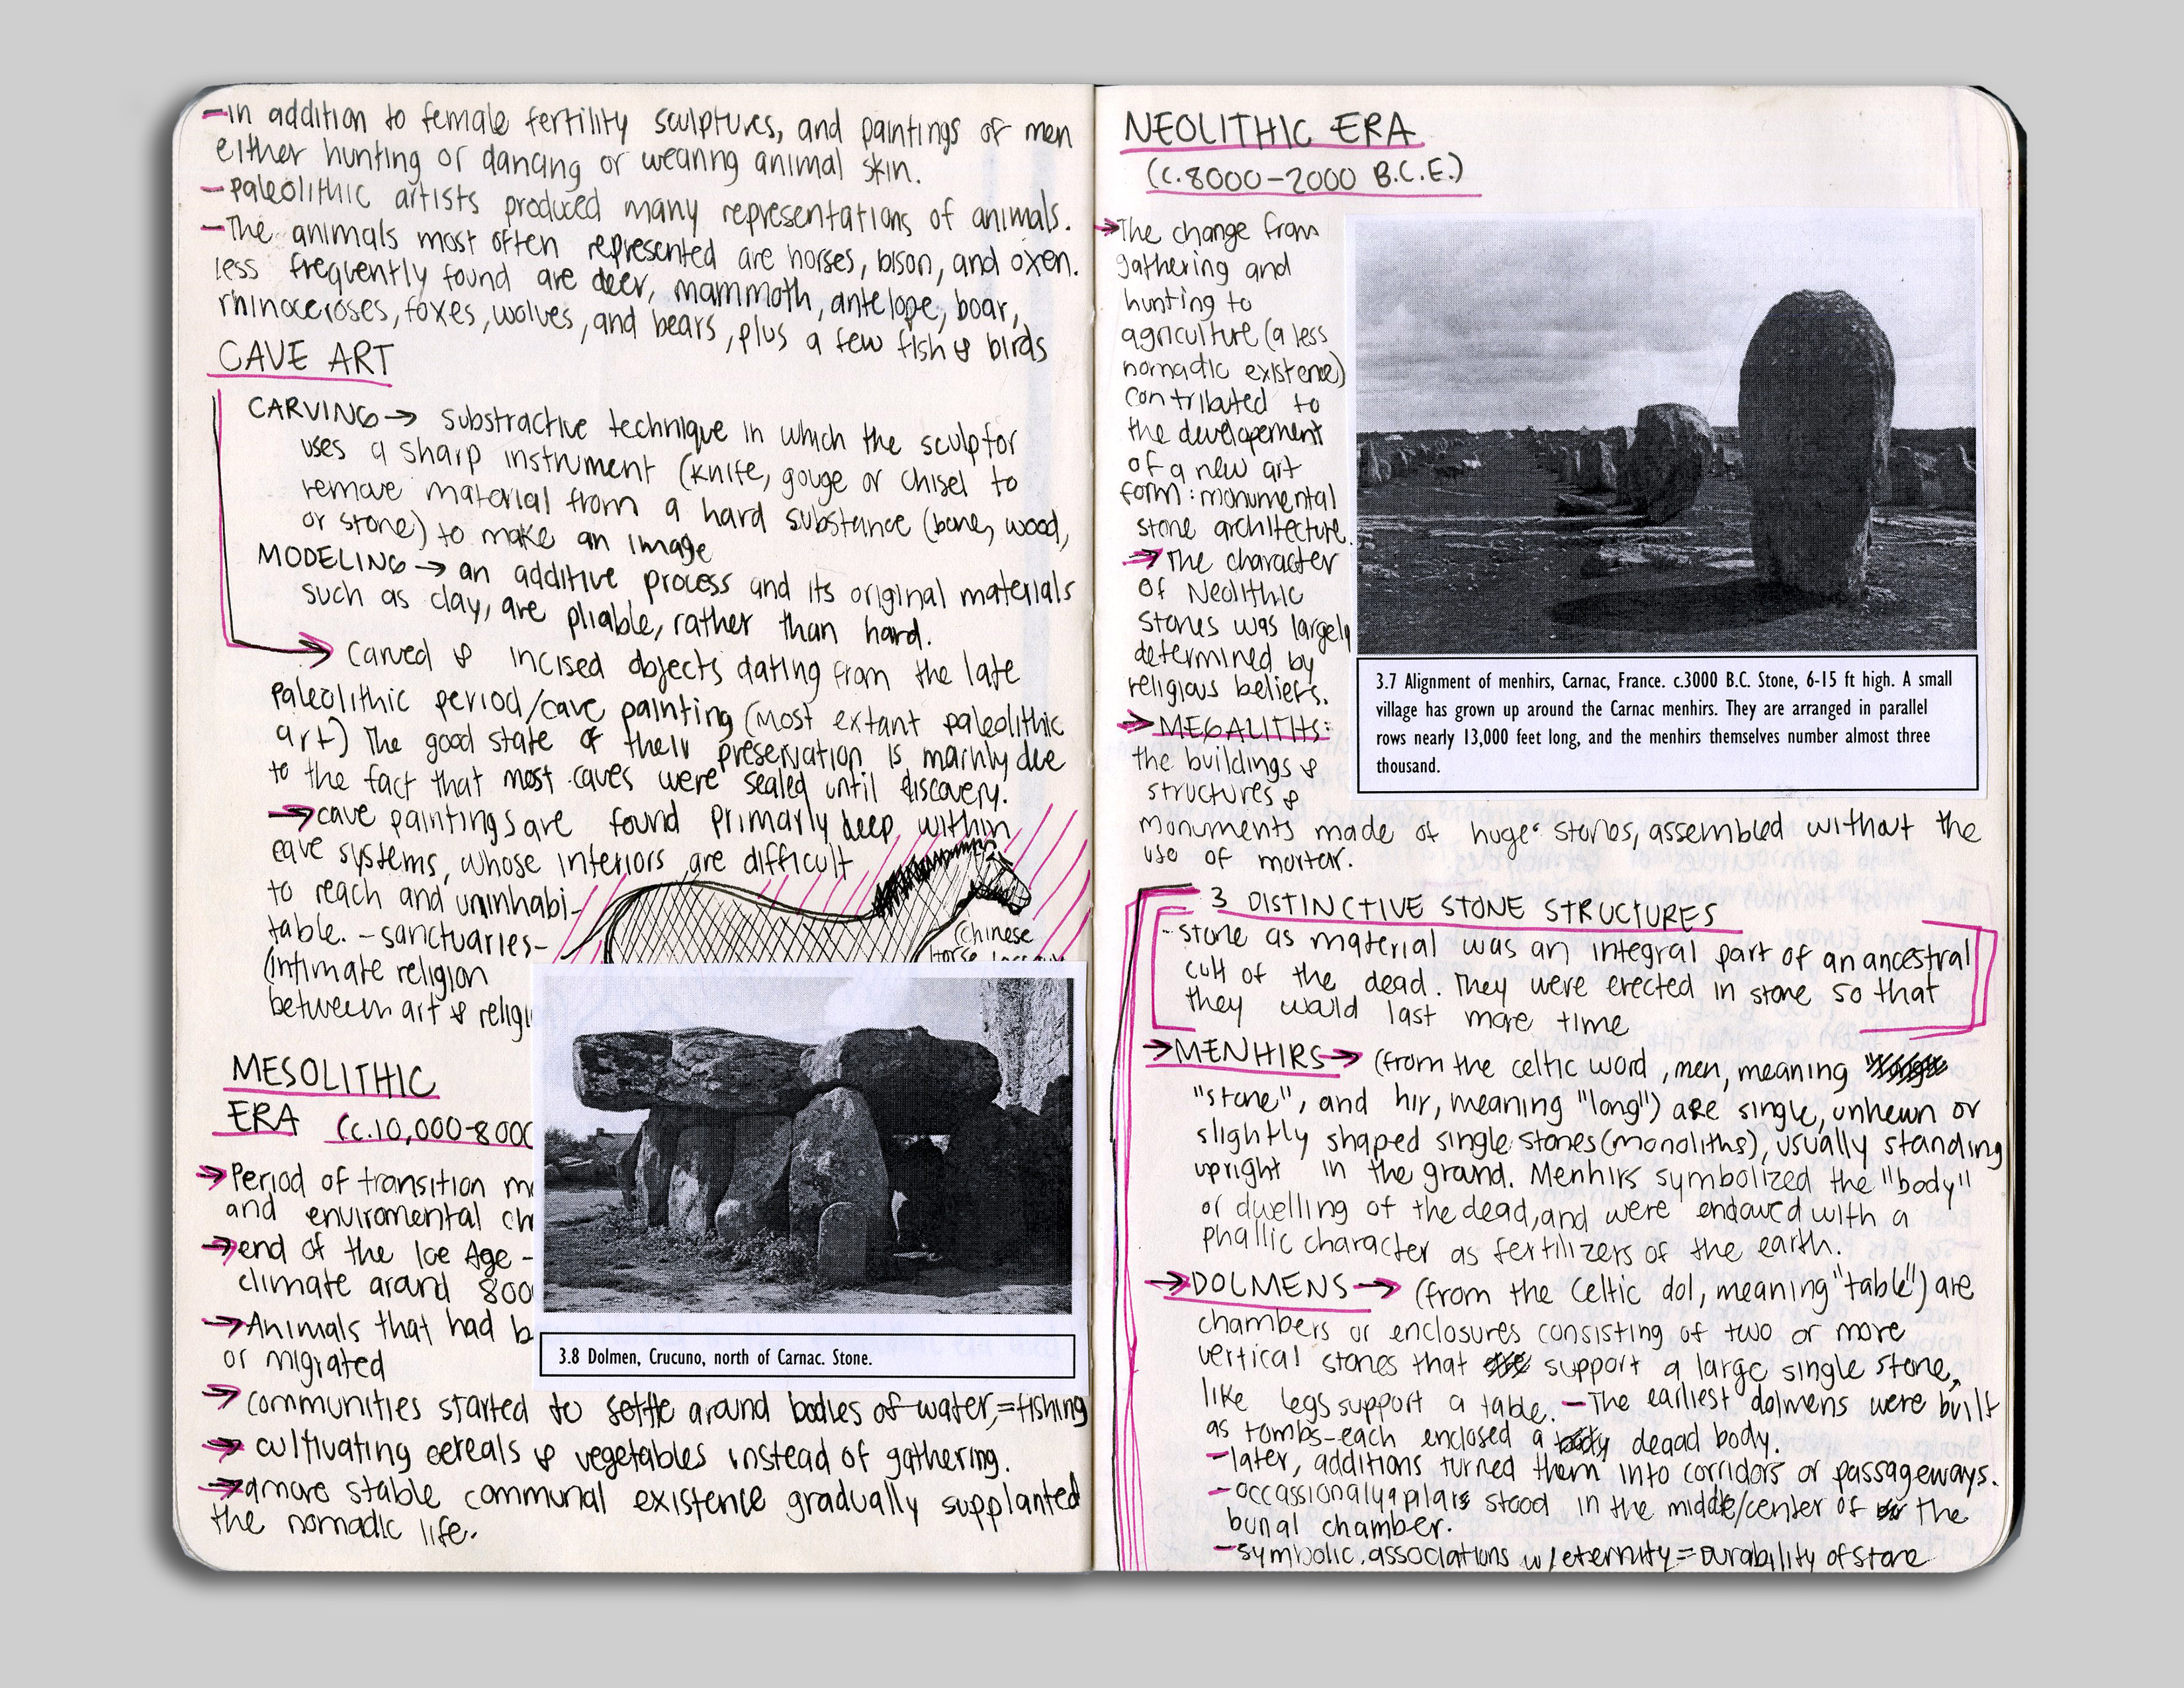 -In addition to female fertility sculptures, and paintings of men
either hunting or dancing or wearing animal skin.
-Paleolithic artists produced many representations of animals.
-The animals most often represented are horses, bison, and oxen.
less frequently found are deer, mammoth, antelope, boar,
rhinoceroses, foxes, wolves, and bears, plus a few fish & birds
CAVE ART
CARVING→ substractive technique in which the sculptor
uses a sharp instrument (knife, gouge or chisel to
remove material from a hard substance (bone, wood,
or stone) to make an image
MODELING→ an additive process and its original materials
such as clay, are pliable, rather than hard.
→ Carved & incised objects dating from the late
Paleolithic period/cave painting (most extant paleolithic
art) The good state of their preservation is mainly due
to the fact that most caves were sealed until discovery.
→cave paintings are found primarly deep within
cave systems, whose interiors are difficult
to reach and uninhabi-
table. -sanctuaries-
(intimate religion
between art & religi
(Chinese
Horse
3.8 Dolmen, Crucuno, north of Carnac. Stone.
MESOLITHIC
ERA (c.10,000-8000
→Period of transition m
and enviromental ch
→end of the Ice Age -
climate around 800
→Animals that had b
or migrated
→communities started to settle around bodies of water,=fishing
→ cultivating cereals & vegetables instead of gathering.
→a more stable communal existence gradually supplanted
the nomadic life.
NEOLITHIC ERA
(c.8000-2000 B.C.E.)
→The change from
gathering and
hunting to
agriculture (a less
nomadic existence)
contributed to
the developement
of a new art
form: monumental
stone architecture.
→The character
of Neolithic
stones was largely
determined by
religious beliefs.
→MEGALITHS:
the buildings &
structures &
monuments made of huge stones, assembled without the
use of mortar.
3.7 Alignment of menhirs, Carnac, France. c.3000 B.C. Stone, 6-15 ft high. A small
village has grown up around the Carnac menhirs. They are arranged in parallel
rows nearly 13,000 feet long, and the menhirs themselves number almost three
thousand.
3 DISTINCTIVE STONE STRUCTURES
-stone as material was an integral part of an ancestral
cult of the dead. They were erected in stone so that
they would last more time
→MENHIRS→ (from the celtic word, men, meaning
"stone", and hir, meaning "long") are single, unhewn or
slightly shaped single stones (monoliths), usually standing
upright in the ground. Menhirs symbolized the "body"
or dwelling of the dead, and were endowed with a
phallic character as fertilizers of the earth.
→DOLMENS→ (from the Celtic dol, meaning "table") are
chambers or enclosures consisting of two or more
vertical stones that support a large single stone,
like legs support a table. -The earliest dolmens were built
as tombs-each enclosed a degad body.
-later, additions turned them into corridors or passageways.
-occassionaly a pilars stood in the middle/center of the
burial chamber.
-symbolic associations w/eternity=Durability of stone